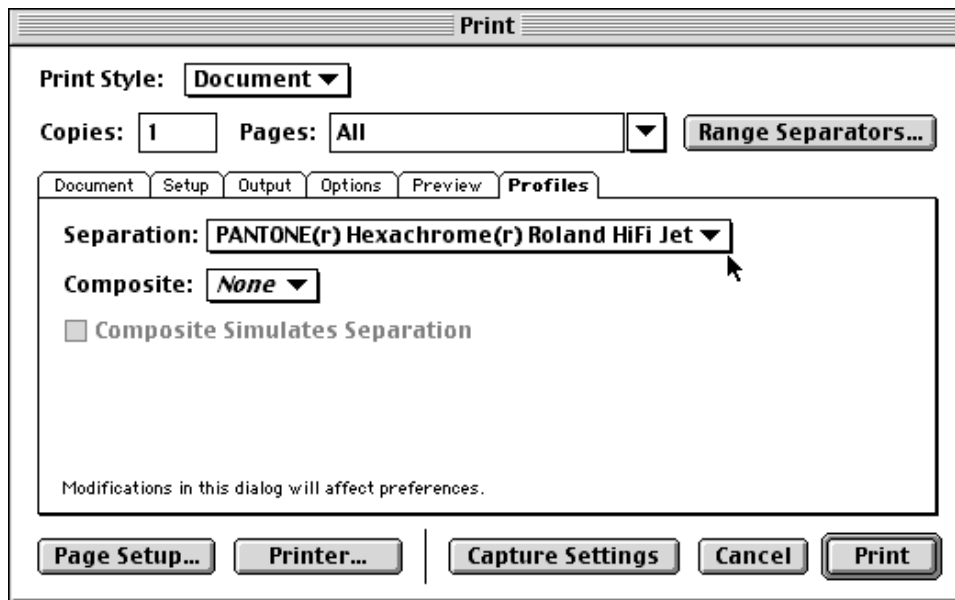 Print
Print Style: Document
Copies: 1 Pages: All Range Separators...
Document Setup Output Options Preview Profiles
Separation: PANTONE(r) Hexachrome(r) Roland HiFi Jet
Composite: None
Composite Simulates Separation
Modifications in this dialog will affect preferences.
Page Setup... Printer... Capture Settings Cancel Print